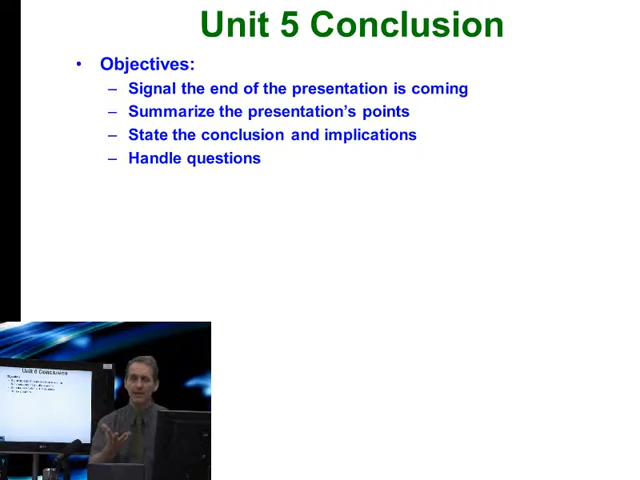 Unit 5 Conclusion
• Objectives:
– Signal the end of the presentation is coming
– Summarize the presentation's points
– State the conclusion and implications
– Handle questions
Conclusion